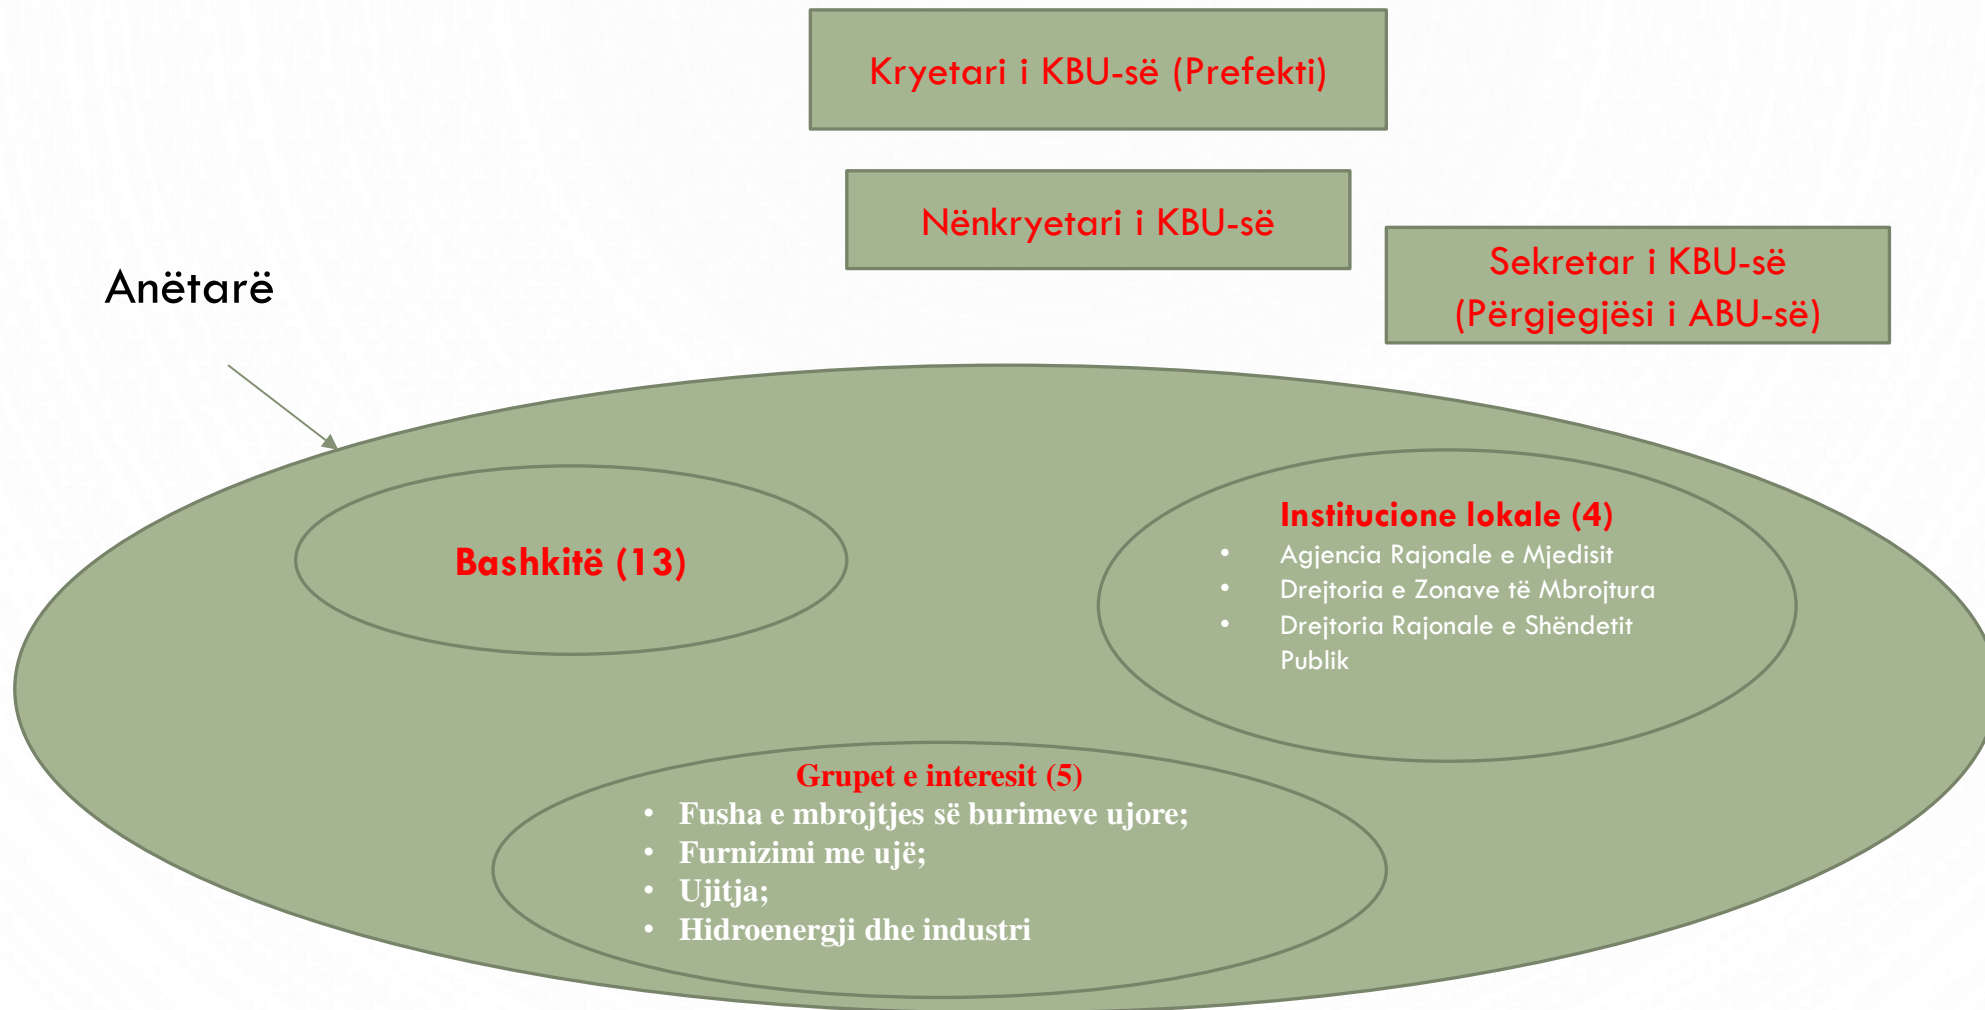 Kryetari i KBU-së (Prefekti)
Nënkryetari i KBU-së
Sekretar i KBU-së
(Përgjegjësi i ABU-së)
Anëtarë
Bashkitë (13)
Institucione lokale (4)
• Agjencia Rajonale e Mjedisit
• Drejtoria e Zonave të Mbrojtura
• Drejtoria Rajonale e Shëndetit
Publik
Grupet e interesit (5)
• Fusha e mbrojtjes së burimeve ujore;
• Furnizimi me ujë;
• Ujitja;
• Hidroenergji dhe industri